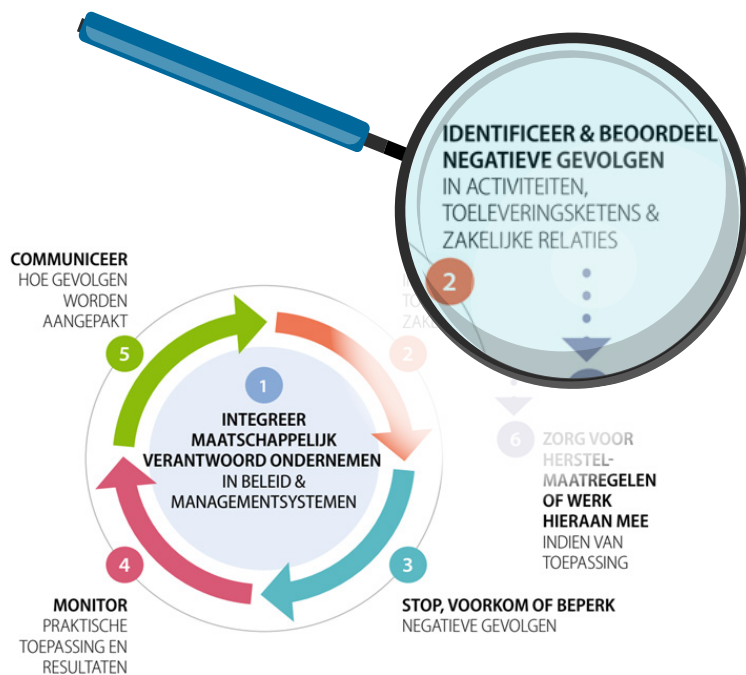 IDENTIFICEER & BEOORDEEL
NEGATIEVE GEVOLGEN
IN ACTIVITEITEN,
TOELEVERINGSKETENS &
ZAKELIJKE RELATIES
2
COMMUNICEER
HOE GEVOLGEN
WORDEN
AANGEPAKT
5
2
1
INTEGREER
MAATSCHAPPELIJK
VERANTWOORD ONDERNEMEN
IN BELEID &
MANAGEMENTSYSTEMEN
6
ZORG VOOR
HERSTEL-
MAATREGELEN
OF WERK
HIERAAN MEE
INDIEN VAN
TOEPASSING
4
MONITOR
PRAKTISCHE
TOEPASSING EN
RESULTATEN
3
STOP, VOORKOM OF BEPERK
NEGATIEVE GEVOLGEN